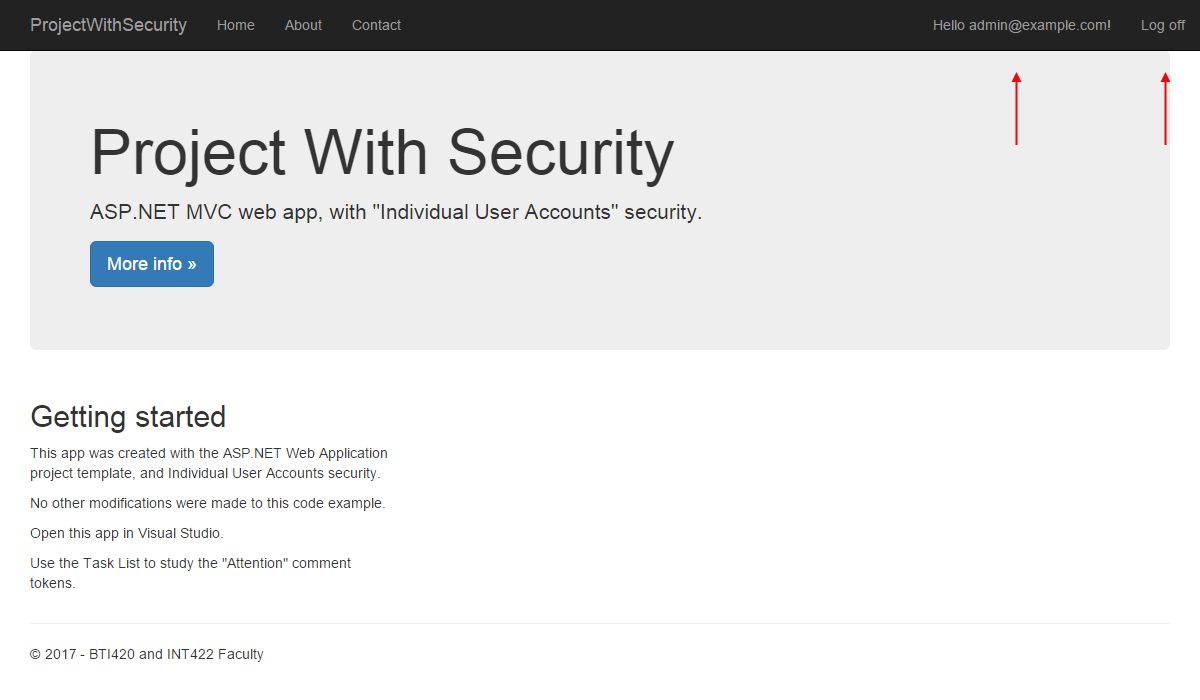 ProjectWithSecurity Home About Contact Hello admin@example.com! Log off
Project With Security
ASP.NET MVC web app, with "Individual User Accounts" security.
More info »
Getting started
This app was created with the ASP.NET Web Application
project template, and Individual User Accounts security.
No other modifications were made to this code example.
Open this app in Visual Studio.
Use the Task List to study the "Attention" comment
tokens.
© 2017 - BTI420 and INT422 Faculty